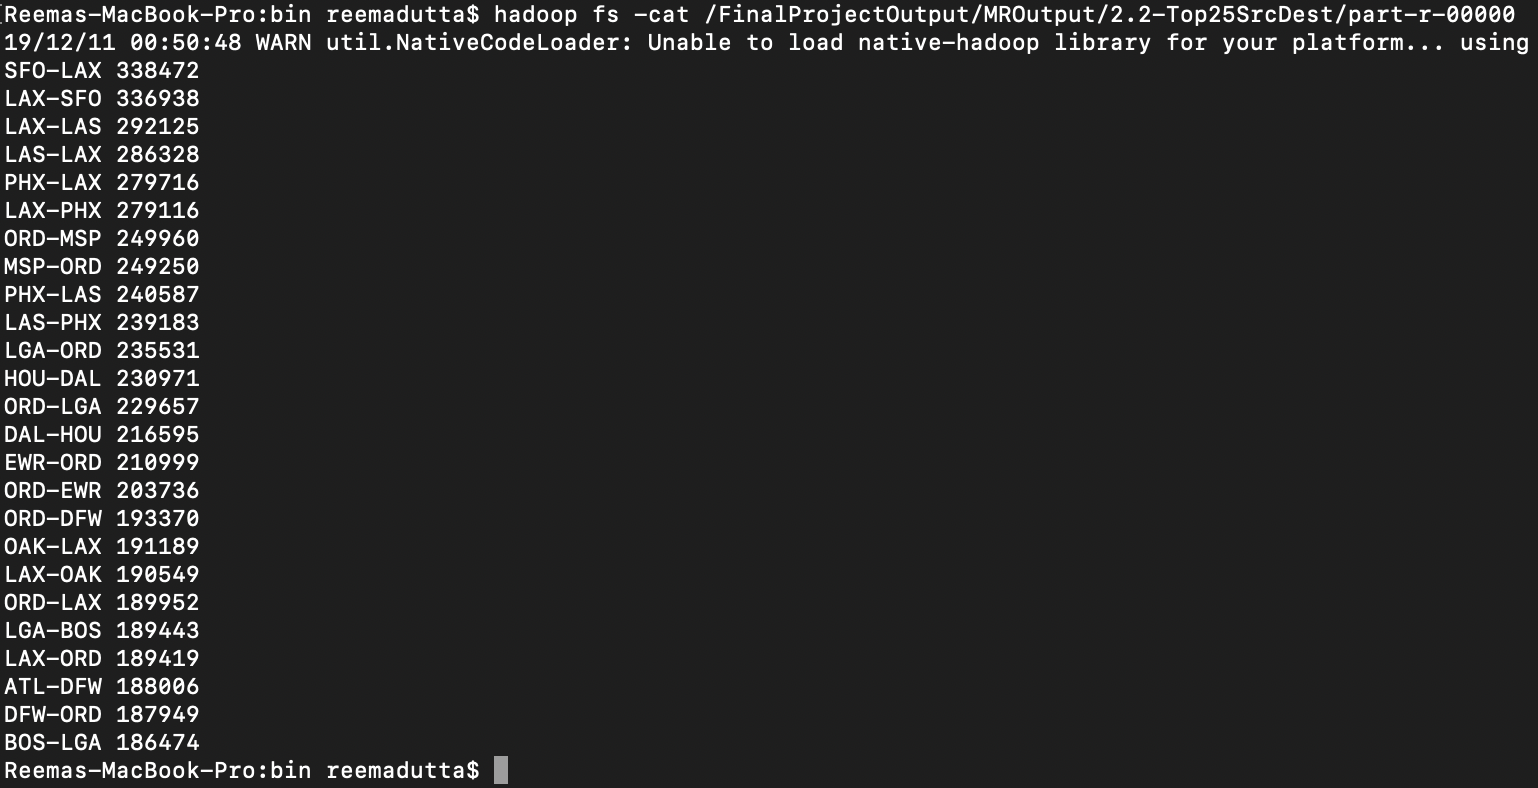 Reemas-MacBook-Pro:bin reemadutta$ hadoop fs -cat /FinalProjectOutput/MROutput/2.2-Top25SrcDest/part-r-00000
19/12/11 00:50:48 WARN util.NativeCodeLoader: Unable to load native-hadoop library for your platform... using
SFO-LAX 338472
LAX-SFO 336938
LAX-LAS 292125
LAS-LAX 286328
PHX-LAX 279716
LAX-PHX 279116
ORD-MSP 249960
MSP-ORD 249250
PHX-LAS 240587
LAS-PHX 239183
LGA-ORD 235531
HOU-DAL 230971
ORD-LGA 229657
DAL-HOU 216595
EWR-ORD 210999
ORD-EWR 203736
ORD-DFW 193370
OAK-LAX 191189
LAX-OAK 190549
ORD-LAX 189952
LGA-BOS 189443
LAX-ORD 189419
ATL-DFW 188006
DFW-ORD 187949
BOS-LGA 186474
Reemas-MacBook-Pro:bin reemadutta$